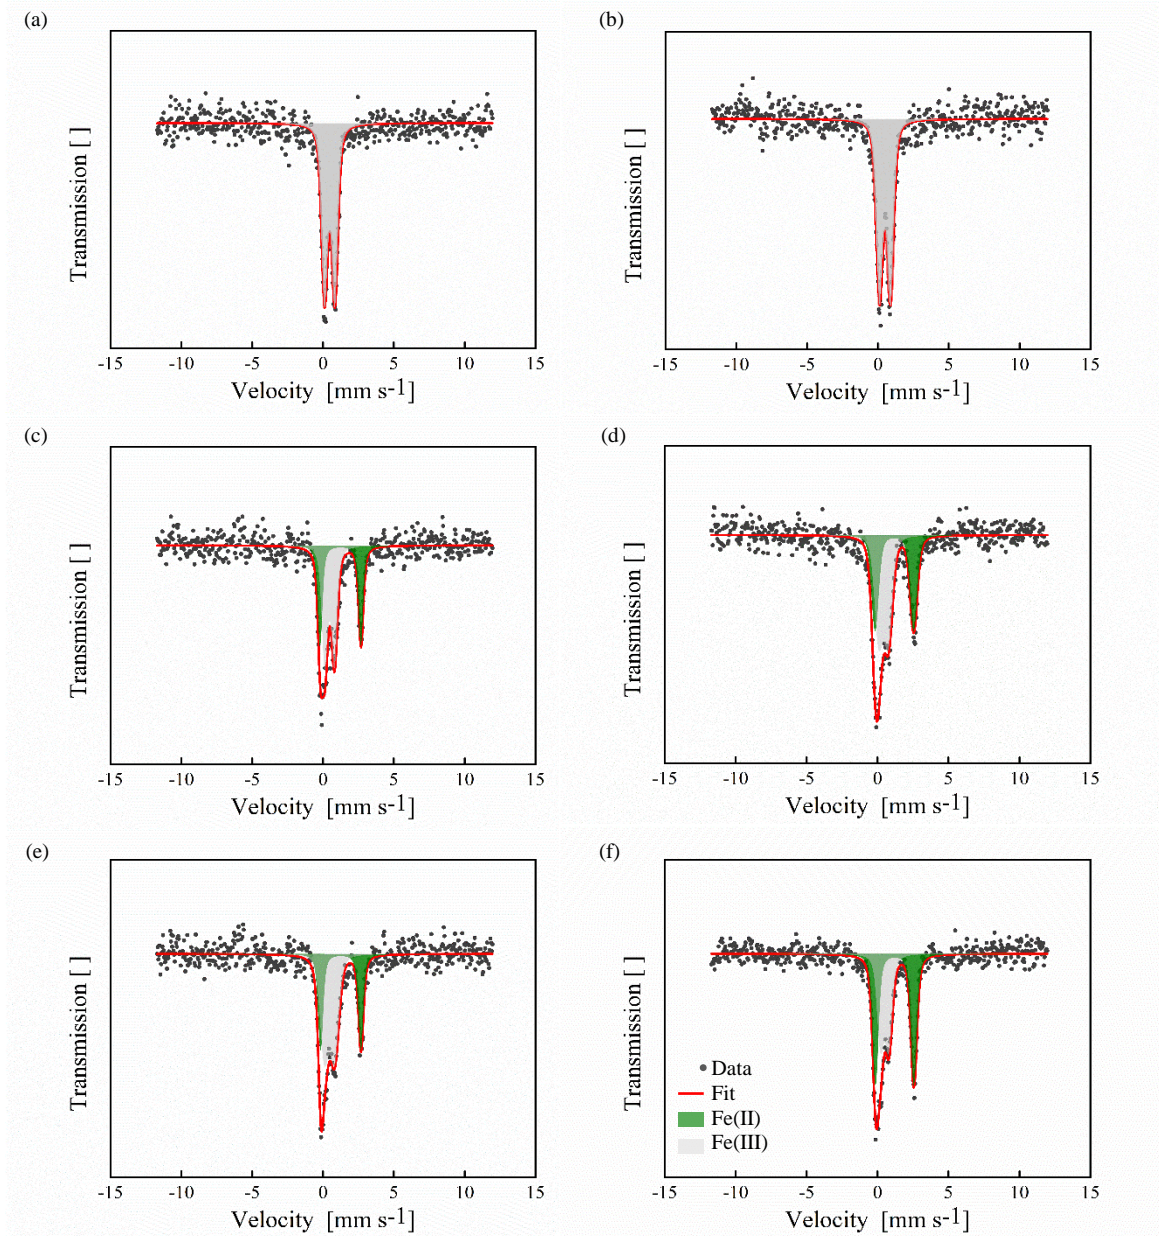 (a)
(b)
Transmission [ ]
Transmission [ ]
-15 -10 -5 0 5 10 15
-15 -10 -5 0 5 10 15
Velocity [mm s-1]
Velocity [mm s-1]
(c)
(d)
Transmission [ ]
Transmission [ ]
-15 -10 -5 0 5 10 15
-15 -10 -5 0 5 10 15
Velocity [mm s-1]
Velocity [mm s-1]
(e)
(f)
Transmission [ ]
Transmission [ ]
Data
Fit
Fe(II)
Fe(III)
-15 -10 -5 0 5 10 15
-15 -10 -5 0 5 10 15
Velocity [mm s-1]
Velocity [mm s-1]